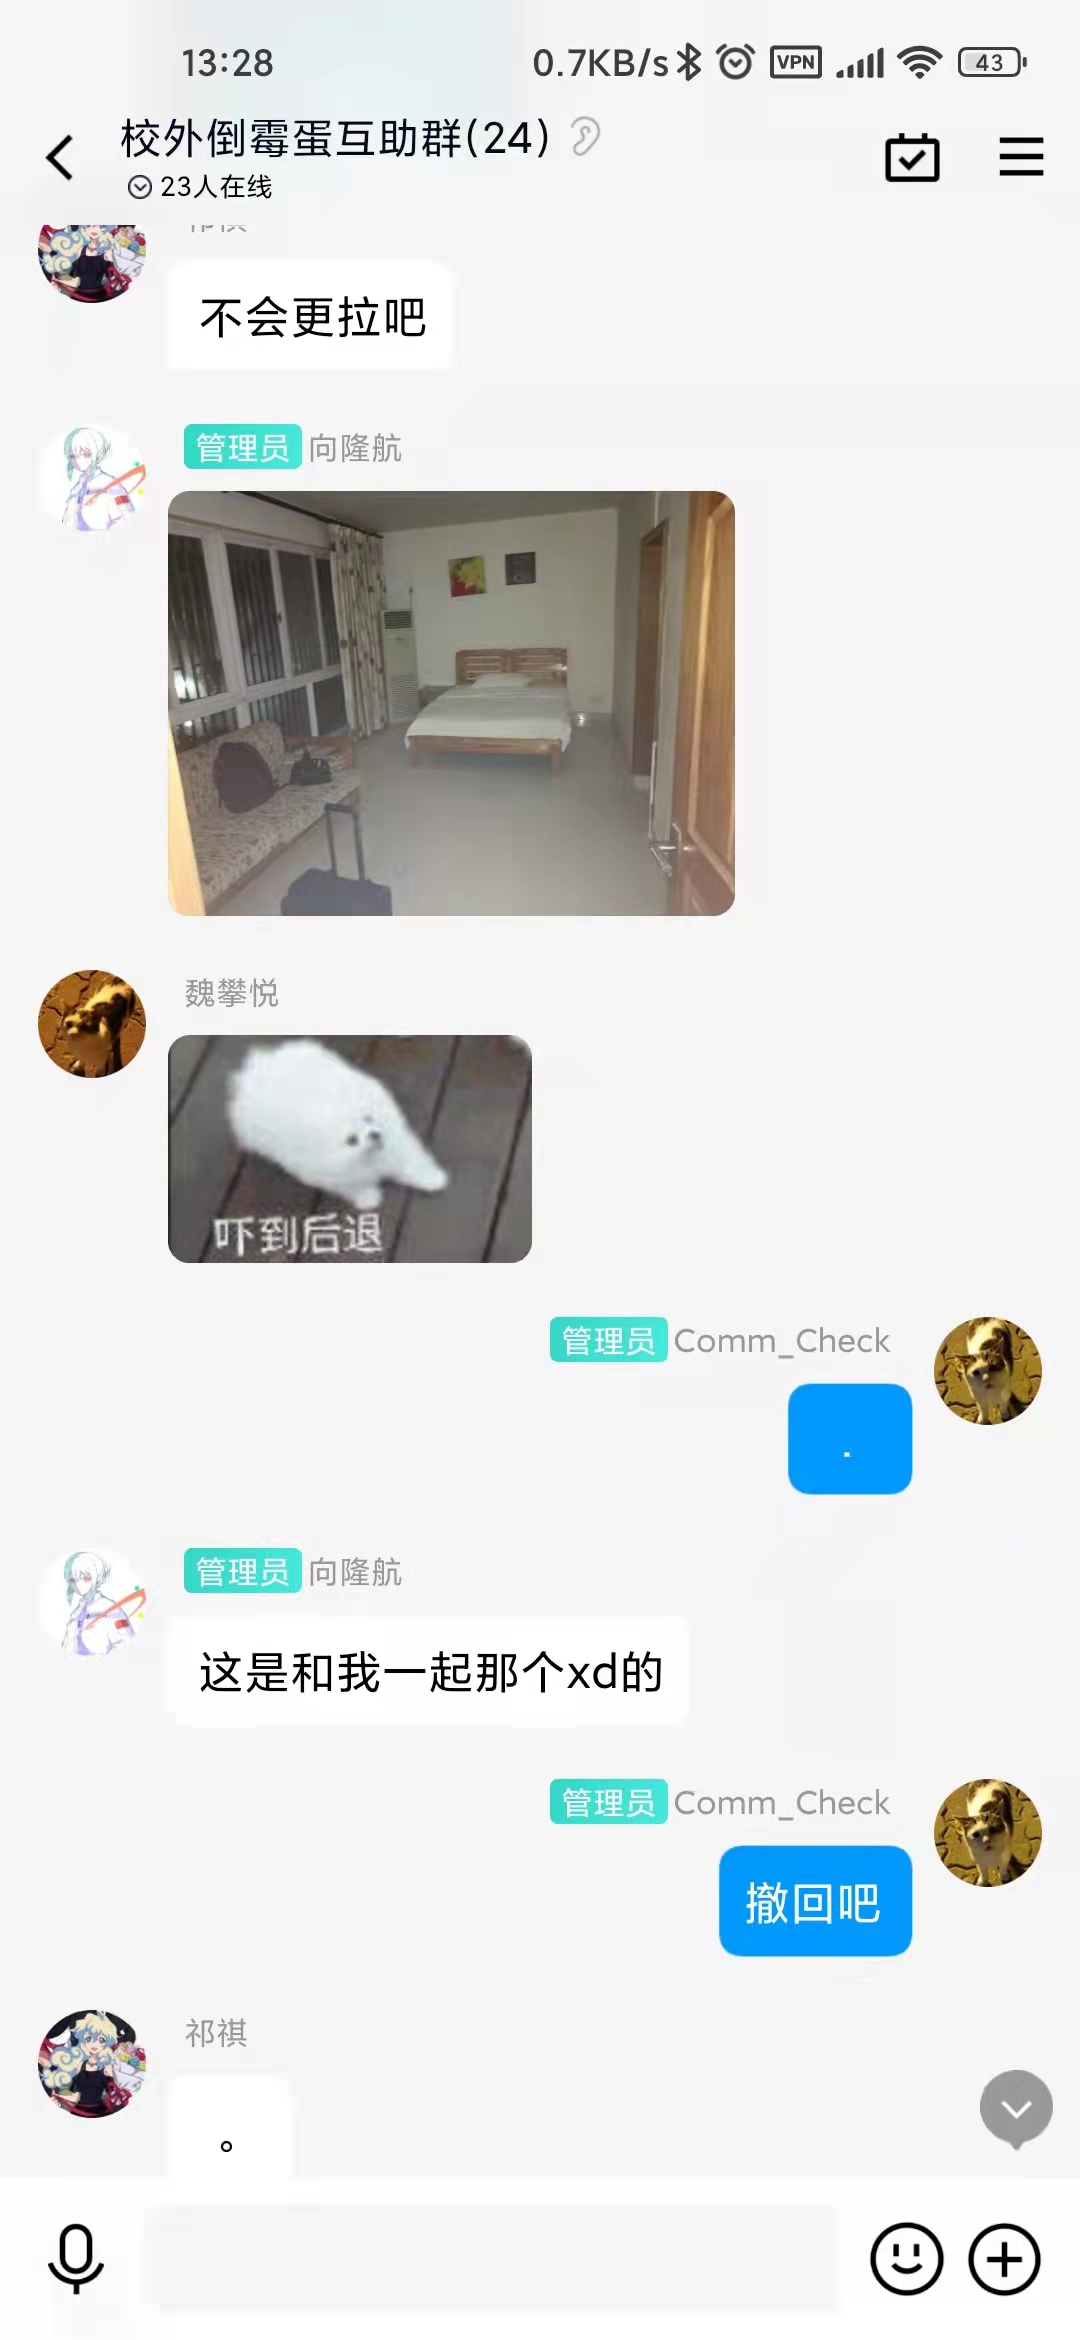 13:28
0.7KB/s
VPN
43
校外倒霉蛋互助群(24)
23人在线
祁祺
不会更拉吧
管理员 向隆航
魏攀悦
吓到后退
管理员 Comm_Check
.
管理员 向隆航
这是和我一起那个xd的
管理员 Comm_Check
撤回吧
祁祺
。